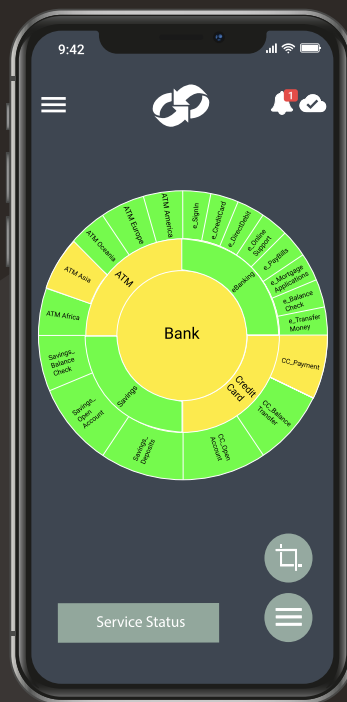 9:42
1
Bank
ATM
eBanking
Credit
Card
Savings
ATM America
ATM Europe
ATM Oceania
ATM Asia
ATM Africa
e_Signin
e_CreditCard
e_DirectDebit
e_Online
Support
e_PayBills
e_Mortgage
Applications
e_Balance
Check
e_Transfer
Money
CC_Payment
CC_Balance
Transfer
CC_Open
Account
Savings_
Deposits
Savings_
Open
Account
Savings_
Balance
Check
Service Status